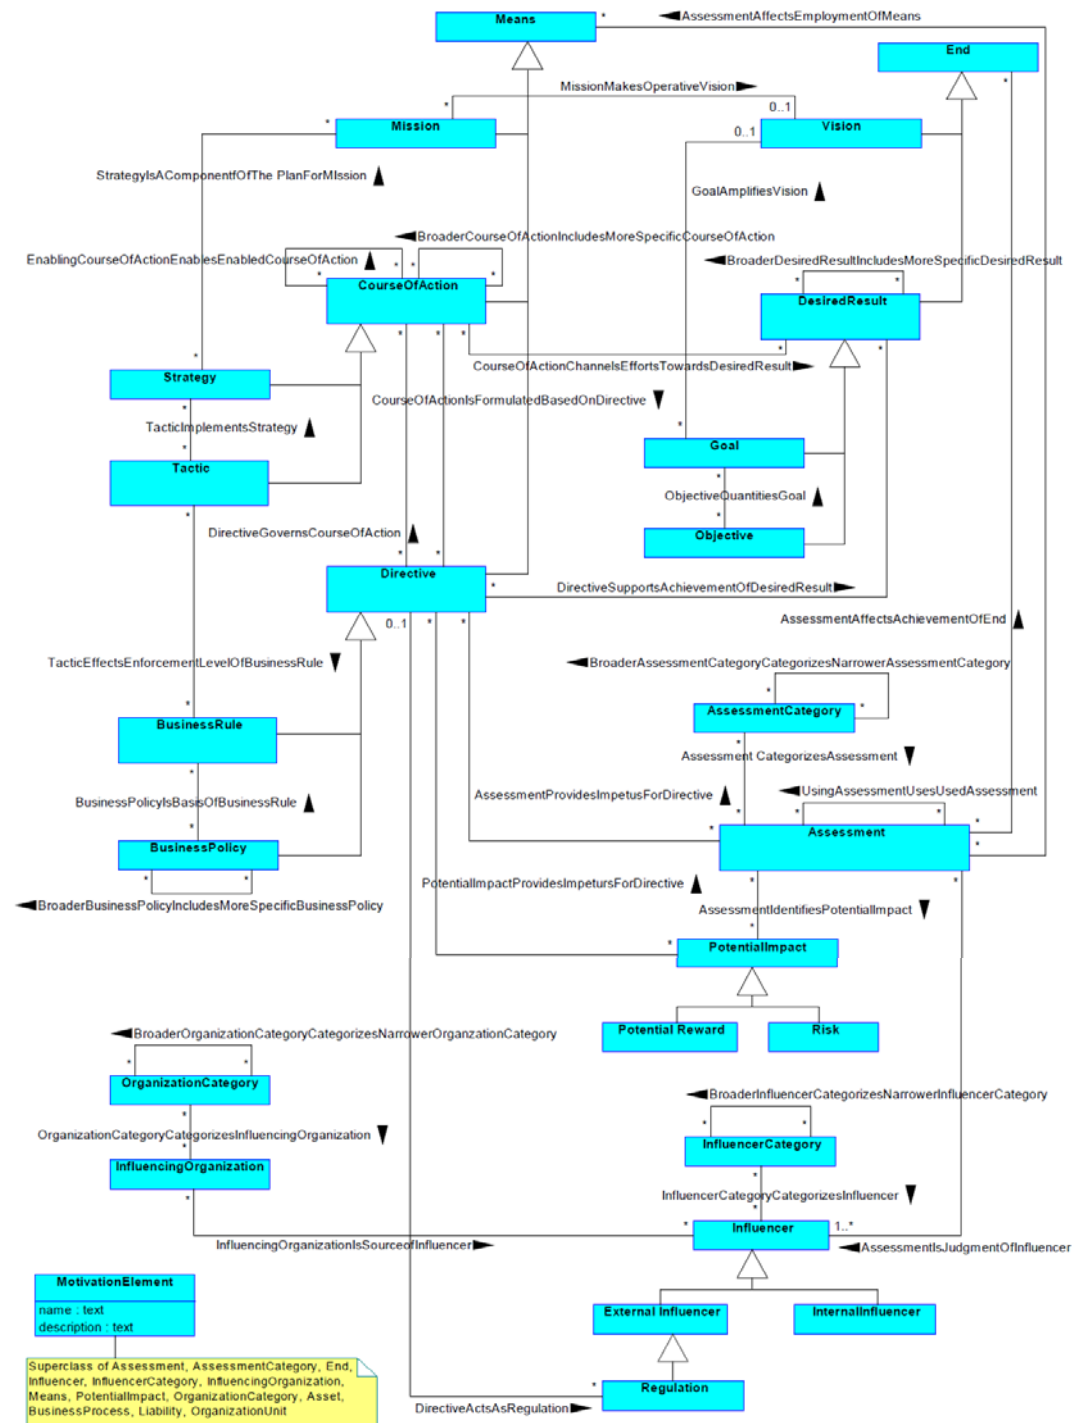 Means
*
AssessmentAffectsEmploymentOfMeans
End
*
MissionMakesOperativeVision
*
0..1
*
Mission
0..1
Vision
StrategyIsAComponentfOfThe PlanForMIssion
GoalAmplifiesVision
BroaderCourseOfActionIncludesMoreSpecificCourseOfAction
EnablingCourseOfActionEnablesEnabledCourseOfAction
BroaderDesiredResultIncludesMoreSpecificDesiredResult
*
*
*
*
*
*
CourseOfAction
DesiredResult
*
*
*
*
*
*
CourseOfActionChannelsEffortsTowardsDesiredResult
Strategy
*
CourseOfActionIsFormulatedBasedOnDirective
TacticImplementsStrategy
*
*
Goal
Tactic
*
ObjectiveQuantitiesGoal
*
*
DirectiveGovernsCourseOfAction
Objective
*
*
Directive
*
DirectiveSupportsAchievementOfDesiredResult
0..1
*
*
AssessmentAffectsAchievementOfEnd
TacticEffectsEnforcementLevelOfBusinessRule
BroaderAssessmentCategoryCategorizesNarrowerAssessmentCategory
*
*
*
BusinessRule
AssessmentCategory
*
Assessment CategorizesAssessment
*
BusinessPolicyIsBasisOfBusinessRule
AssessmentProvidesImpetusForDirective
UsingAssessmentUsesUsedAssessment
*
*
*
*
*
*
Assessment
BusinessPolicy
*
*
*
*
*
PotentialImpactProvidesImpetursForDirective
BroaderBusinessPolicyIncludesMoreSpecificBusinessPolicy
AssessmentIdentifiesPotentialImpact
*
*
PotentialImpact
Potential Reward
Risk
BroaderOrganizationCategoryCategorizesNarrowerOrganzationCategory
*
*
OrganizationCategory
BroaderInfluencerCategorizesNarrowerInfluencerCategory
*
*
*
OrganizationCategoryCategorizesInfluencingOrganization
*
InfluencerCategory
InfluencingOrganization
*
*
InfluencerCategoryCategorizesInfluencer
*
*
Influencer
1..*
InfluencingOrganizationIsSourceofInfluencer
AssessmentIsJudgmentOfInfluencer
MotivationElement
name : text
description : text
External Influencer
InternalInfluencer
Superclass of Assessment, AssessmentCategory, End,
Influencer, InfluencerCategory, InfluencingOrganization,
Means, PotentialImpact, OrganizationCategory, Asset,
BusinessProcess, Liability, OrganizationUnit
*
Regulation
DirectiveActsAsRegulation